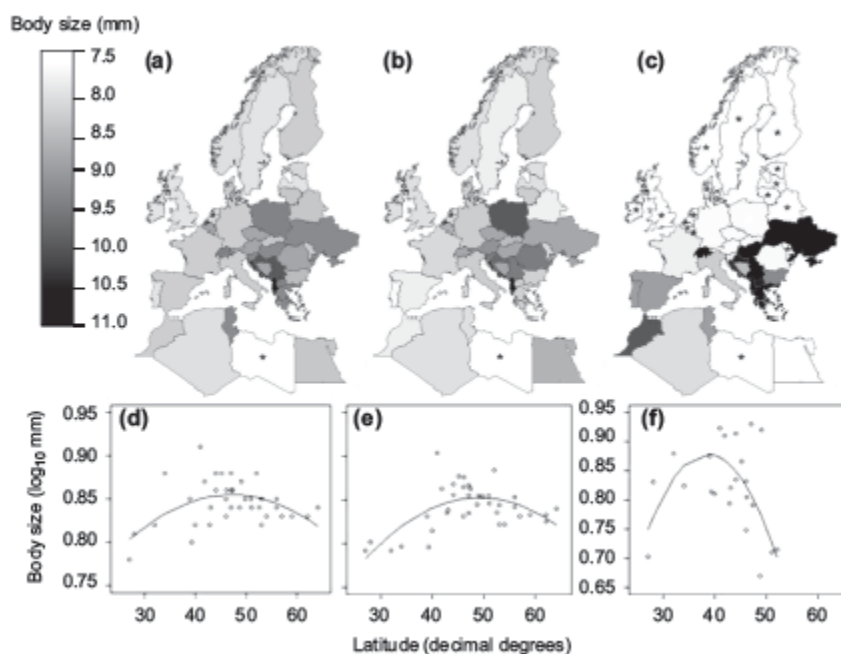 Body size (mm)
7.5
8.0
8.5
9.0
9.5
10.0
10.5
11.0
(a)
(b)
(c)
(d)
(e)
(f)
Body size (log₁₀ mm)
0.95
0.90
0.85
0.80
0.75
0.95
0.90
0.85
0.80
0.75
0.70
0.65
30 40 50 60
30 40 50 60
30 40 50 60
Latitude (decimal degrees)